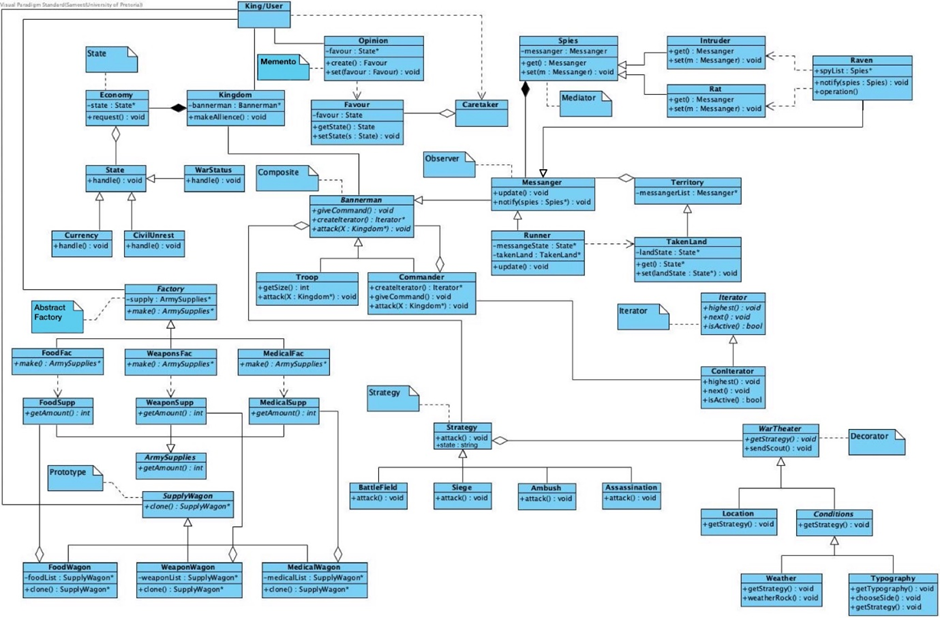 Visual Paradigm Standard(Samont(University of Pretoria))
King/User
State
Memento
Opinion
-favour : State*
+create() : Favour
+set(favour : Favour) : void
Spies
-messanger : Messanger
+get() : Messanger
+set(m : Messanger) : void
Intruder
+get() : Messanger
+set(m : Messanger) : void
Raven
+spyList : Spies*
+notify(spies : Spies) : void
+operation()
Rat
+get() : Messanger
+set(m : Messanger) : void
Mediator
Economy
-state : State*
+request() : void
Kingdom
-bannerman : Bannerman*
+makeAllience() : void
Favour
-favour : State
+getState() : State
+setState(s : State) : void
Caretaker
Observer
State
+handle() : void
WarStatus
+handle() : void
Composite
Messanger
+update() : void
+notify(spies : Spies*) : void
Territory
-messangerList : Messanger*
Bannerman
+giveCommand() : void
+createIterator() : Iterator*
+attack(X : Kingdom*) : void
Currency
+handle() : void
CivilUnrest
+handle() : void
Runner
-messangeState : State*
-takenLand : TakenLand*
+update() : void
TakenLand
-landState : State*
+get() : State*
+set(landState : State*) : void
Troop
+getSize() : int
+attack(X : Kingdom*) : void
Commander
+createIterator() : Iterator*
+giveCommand() : void
+attack(X : Kingdom*) : void
Abstract
Factory
Factory
-supply : ArmySupplies*
+make() : ArmySupplies*
Iterator
Iterator
+highest() : void
+next() : void
+isActive() : bool
FoodFac
+make() : ArmySupplies*
WeaponsFac
+make() : ArmySupplies*
MedicalFac
+make() : ArmySupplies*
ConIterator
+highest() : void
+next() : void
+isActive() : bool
FoodSupp
+getAmount() : int
WeaponSupp
+getAmount() : int
MedicalSupp
+getAmount() : int
Strategy
Strategy
+attack() : void
+state : string
WarTheater
+getStrategy() : void
+sendScout() : void
Decorator
ArmySupplies
+getAmount() : int
Prototype
SupplyWagon
+clone() : SupplyWagon*
BattleField
+attack() : void
Siege
+attack() : void
Ambush
+attack() : void
Assassination
+attack() : void
Location
+getStrategy() : void
Conditions
+getStrategy() : void
FoodWagon
-foodList : SupplyWagon*
+clone() : SupplyWagon*
WeaponWagon
-weaponList : SupplyWagon*
+clone() : SupplyWagon*
MedicalWagon
-medicalList : SupplyWagon*
+clone() : SupplyWagon*
Weather
+getStrategy() : void
+weatherRock() : void
Typography
+getTypography() : void
+chooseSide() : void
+getStrategy() : void